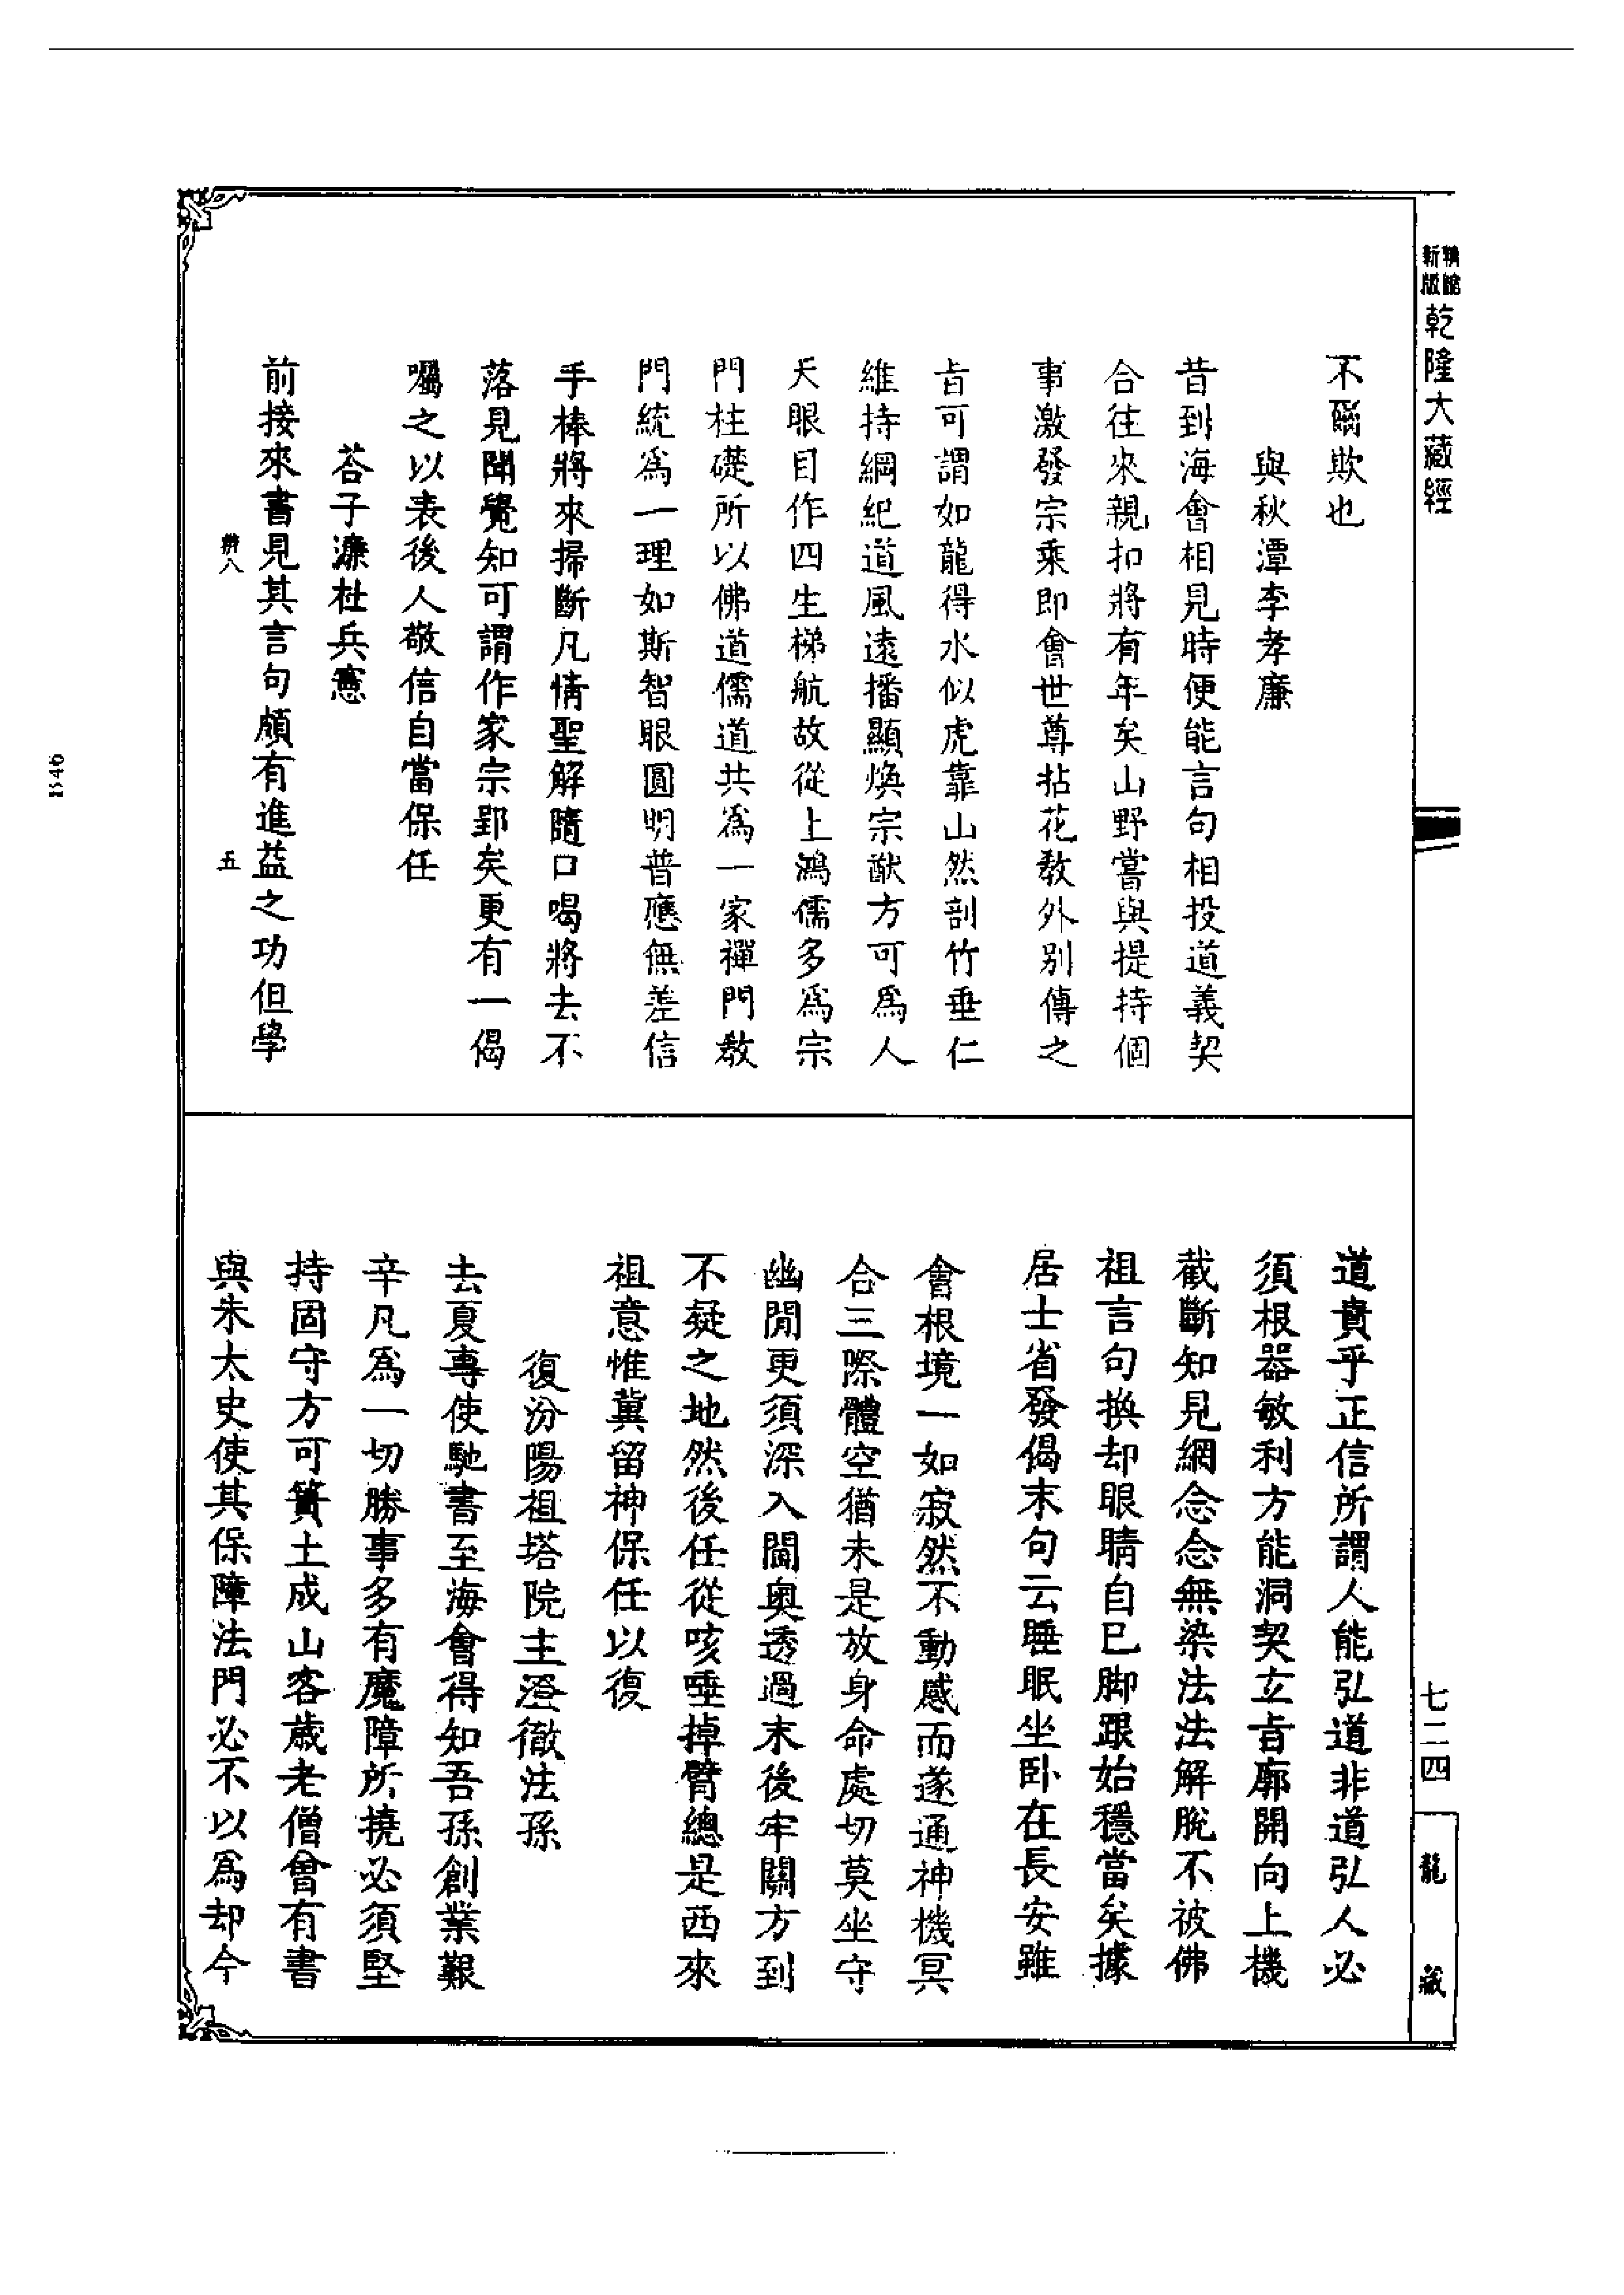 乾隆大藏經
不爾欺也
與秋潭李孝廉
昔到海會相見時便能言句相投道義契
合往來親扣將有年矣山野嘗與提持個
事激發宗乘即會世尊拈花教外別傳之
旨可謂如龍得水似虎靠山然剖竹垂仁
維持綱紀道風遠播顯煥宗猷方可爲人
天眼目作四生梯航故從上鴻儒多爲宗
門柱礎所以佛道儒道共爲一家禪門教
門統爲一理如斯智眼圓明普應無差信
手棒將來掃斷凡情聖解隨口喝將去不
落見聞覺知可謂作家宗郢矣更有一偈
囑之以表後人敬信自當保任
荅子濂杜兵憲
前接來書見其言句頗有進益之功但學
五
道貴乎正信所謂人能弘道非道弘人必
須根器敏利方能洞契玄旨廓開向上機
截斷知見網念念無染法法解脫不被佛
祖言句換却眼睛自已脚跟始穩當矣據
居士省發偈末句云睡眠坐卧在長安雖
會根境一如寂然不動感而遂通神機冥
合三際體空猶未是放身命處切莫坐守
幽閒更須深入閫奧透過末後牢關方到
不疑之地然後任從咳唾掉臂總是西來
祖意惟冀留神保任以復
復汾陽祖塔院主澄徹法孫
去夏專使馳書至海會得知吾孫創業艱
辛凡爲一切勝事多有魔障所撓必須堅
持固守方可簣土成山客歲老僧曾有書
與朱太史使其保障法門必不以爲却今
七二四
龍藏
1546